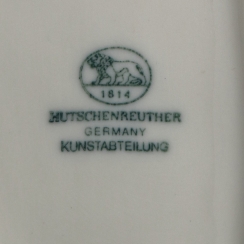 1814
HUTSCHENREUTHER
GERMANY
KUNSTABTEILUNG